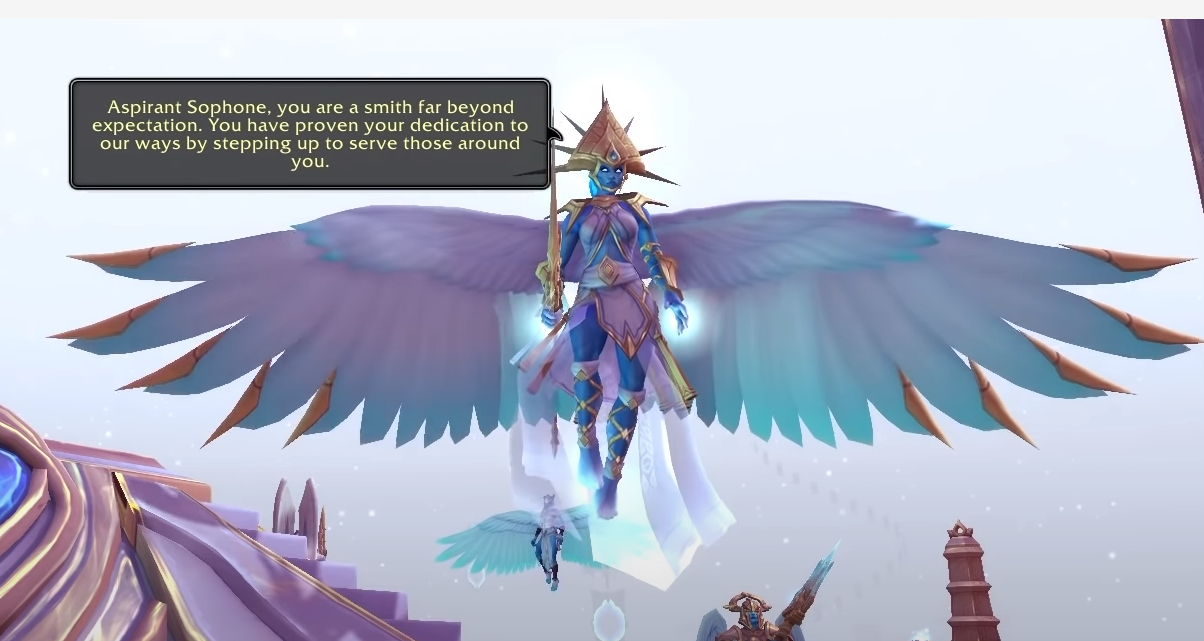 Aspirant Sophone, you are a smith far beyond
expectation. You have proven your dedication to
our ways by stepping up to serve those around
you.